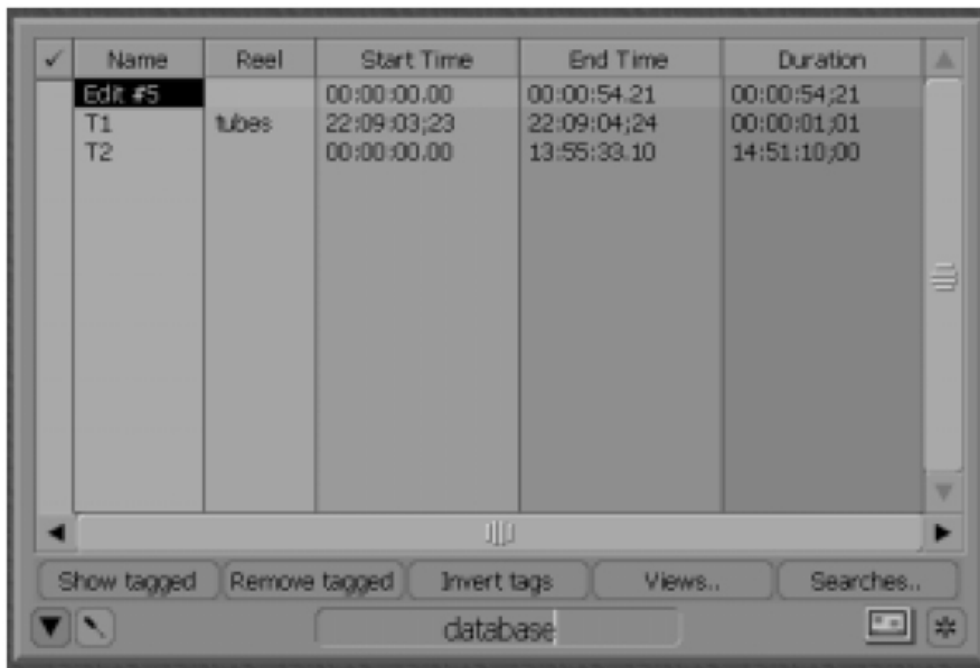 ✓ Name Reel Start Time End Time Duration
Edit #5 00:00:00.00 00:00:54.21 00:00:54;21
T1 tubes 22:09:03;23 22:09:04;24 00:00:01;01
T2 00:00:00.00 13:55:33.10 14:51:10;00
Show tagged Remove tagged Invert tags Views.. Searches..
database